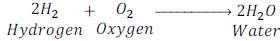 2H₂ + O₂ ⟶ 2H₂O
Hydrogen Oxygen Water